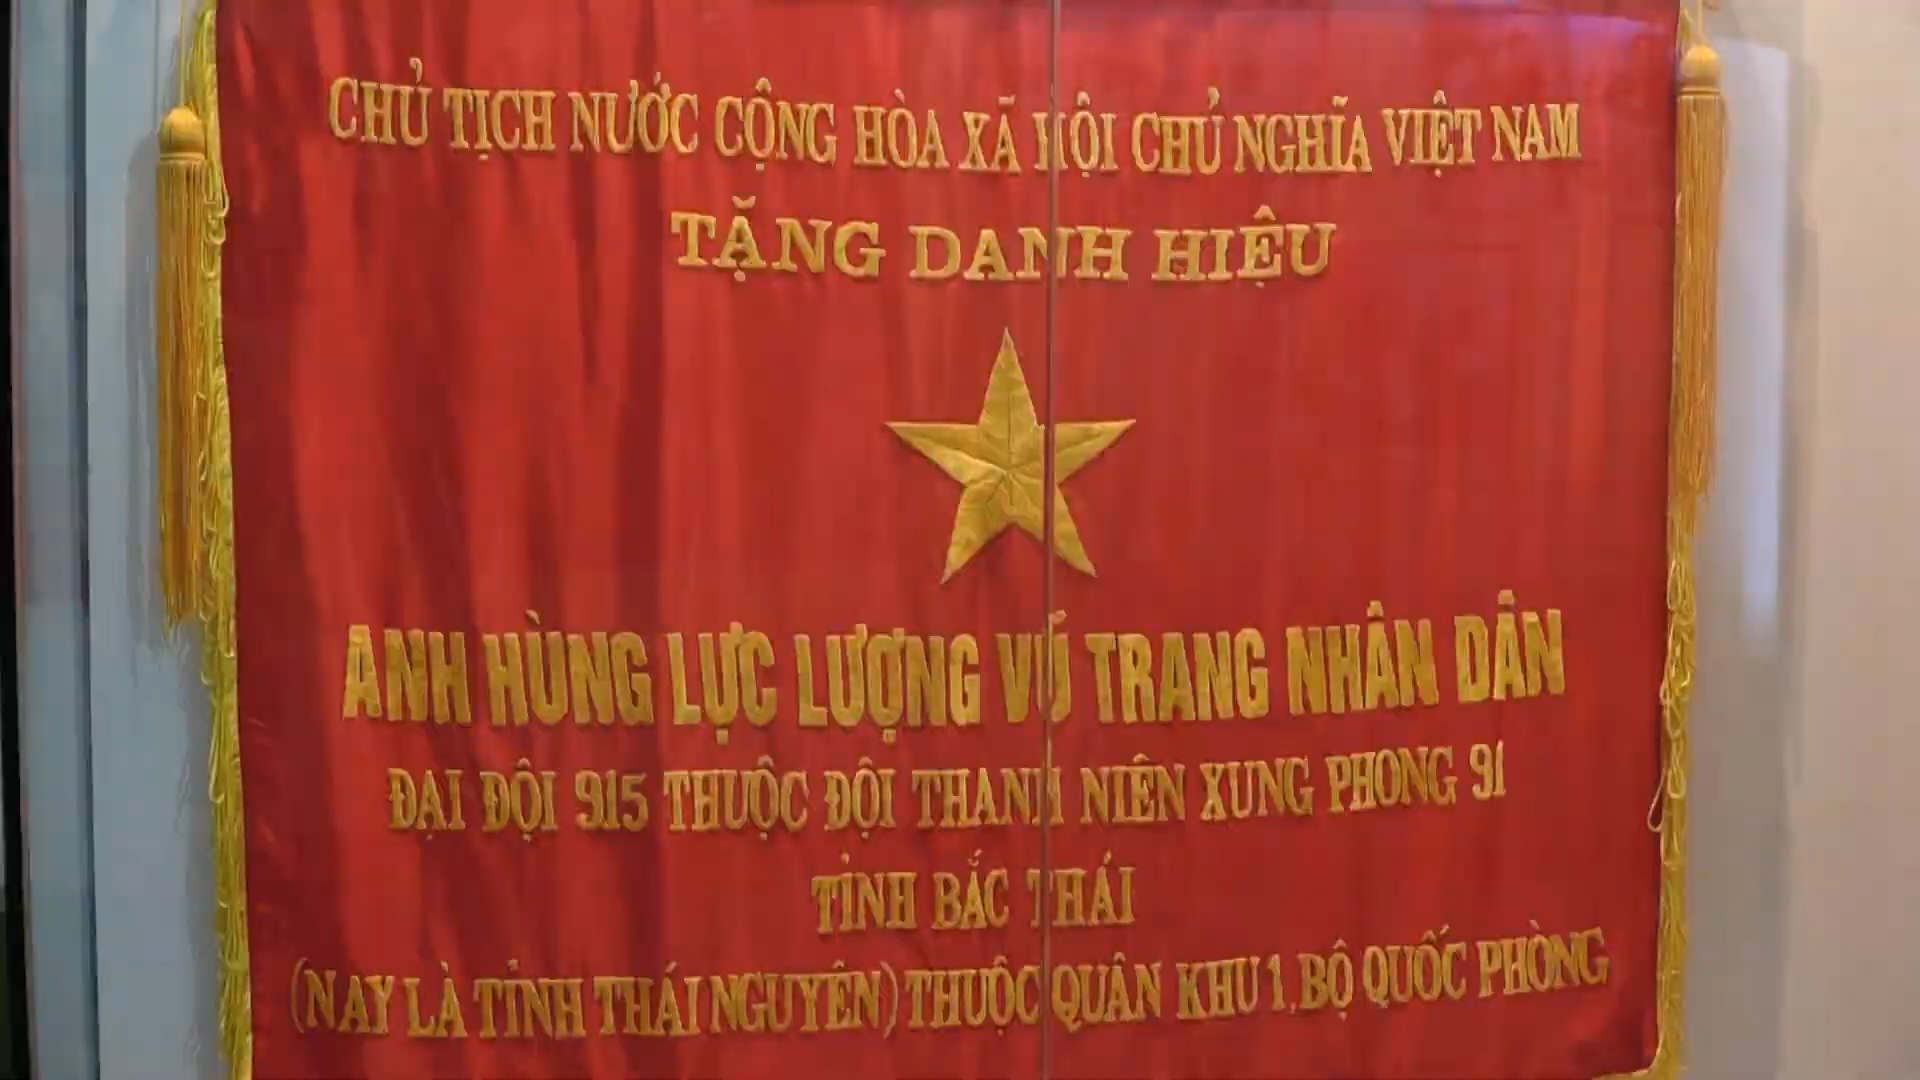 CHỦ TỊCH NƯỚC CỘNG HÒA XÃ HỘI CHỦ NGHĨA VIỆT NAM
TẶNG DANH HIỆU
ANH HÙNG LỰC LƯỢNG VŨ TRANG NHÂN DÂN
ĐẠI ĐỘI 915 THUỘC ĐỘI THANH NIÊN XUNG PHONG 91
TỈNH BẮC THÁI
(NAY LÀ TỈNH THÁI NGUYÊN) THUỘC QUÂN KHU 1, BỘ QUỐC PHÒNG